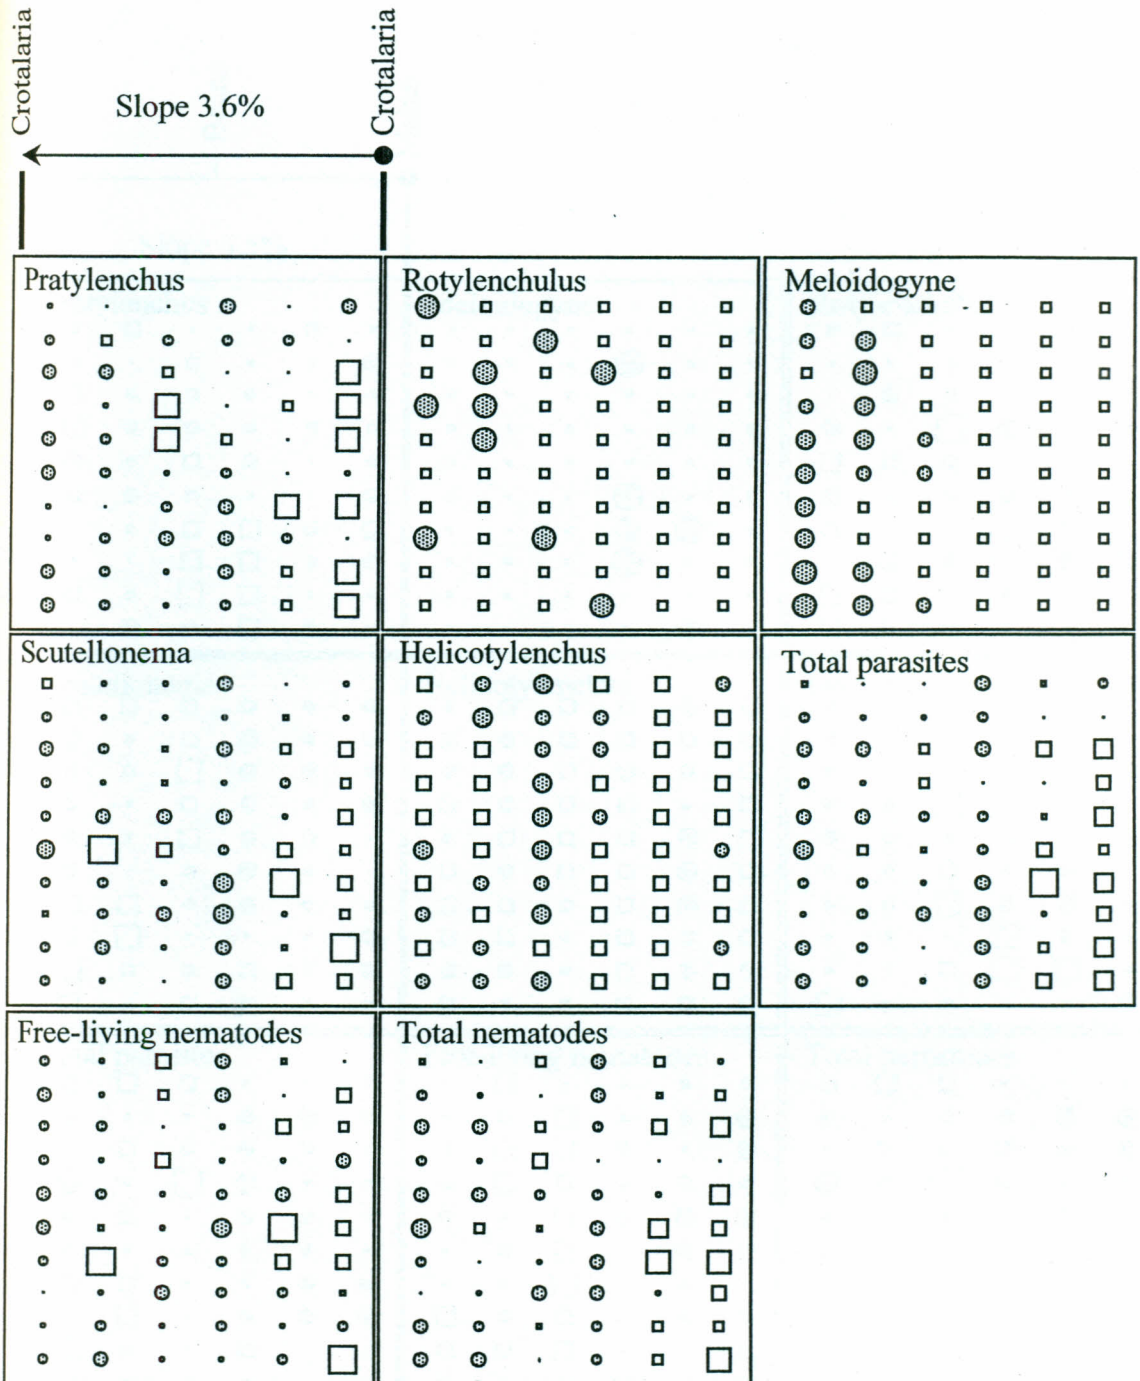 Crotalaria
Slope 3.6%
Crotalaria
Pratylenchus
Rotylenchulus
Meloidogyne
Scutellonema
Helicotylenchus
Total parasites
Free-living nematodes
Total nematodes